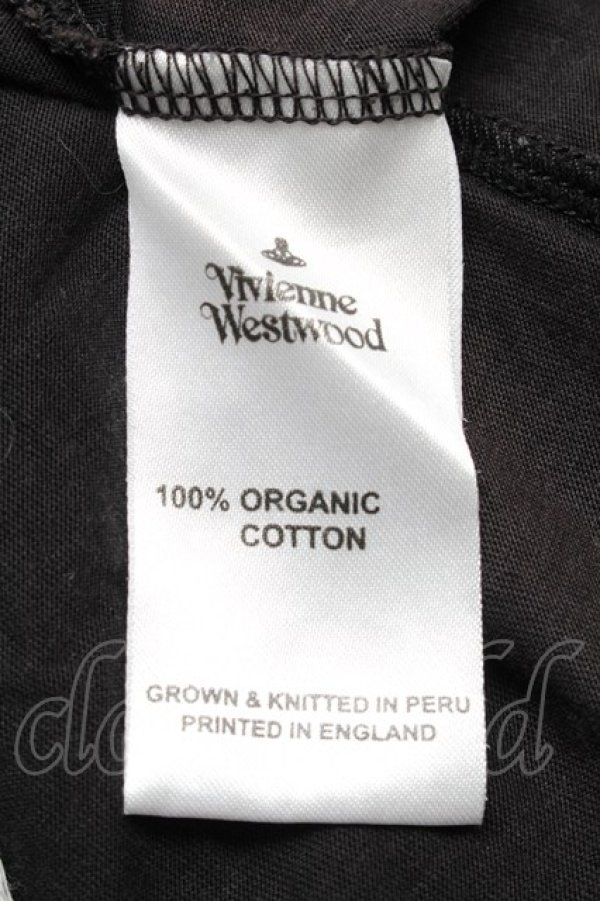 Vivienne
Westwood
100% ORGANIC
COTTON
GROWN & KNITTED IN PERU
PRINTED IN ENGLAND